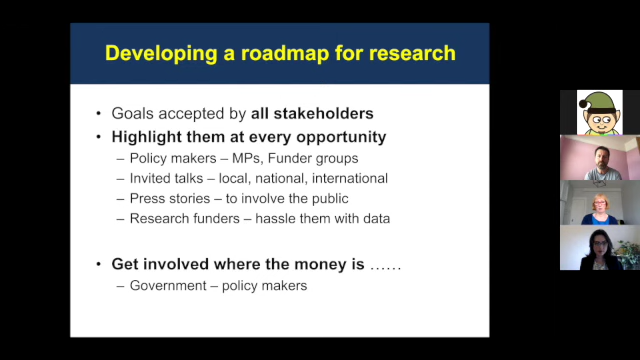 Developing a roadmap for research
• Goals accepted by all stakeholders
• Highlight them at every opportunity
– Policy makers – MPs, Funder groups
– Invited talks – local, national, international
– Press stories – to involve the public
– Research funders – hassle them with data
• Get involved where the money is ……
– Government – policy makers